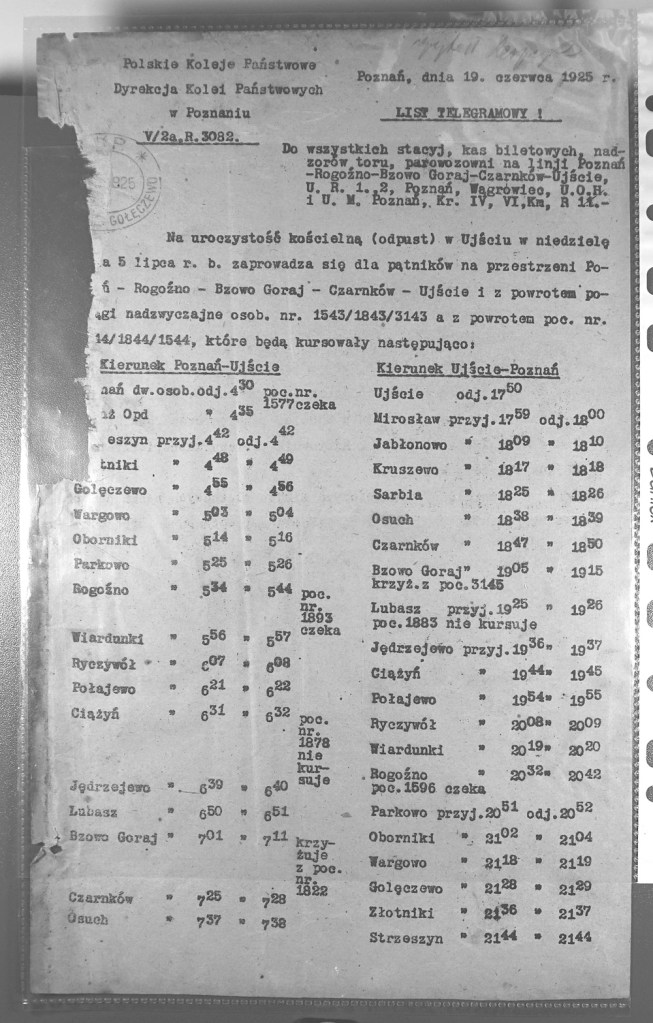 Polskie Koleje Państwowe
Dyrekcja Kolei Państwowych
w Poznaniu
V/2a.R.3082.
Poznań, dnia 19. czerwca 1925 r.
LIST TELEGRAMOWY !
Do wszystkich stacyj, kas biletowych, nad-
zorów toru, parowozowni na linji Poznań
-Rogoźno-Bzowo Goraj-Czarnków-Ujście,
U. R. 1.,2, Poznań, Wągrówiec, U.O.H.
i U. M. Poznań, Kr. IV, VI,Km, R
825
GOŁĘCZEWO
Na uroczystość kościelną (odpust) w Ujściu w niedzielę
a 5 lipca r. b. zaprowadza się dla pątników na przestrzeni Po-
ń - Rogoźno - Bzowo Goraj - Czarnków - Ujście i z powrotem po-
gi nadzwyczajne osob. nr. 1543/1843/3143 a z powrotem poc. nr.
14/1844/1544, które będą kursowały następująco:
Kierunek Poznań-Ujście
nań dw.osob.odj.4 30 poc.nr.
1577czeka
ż Opd " 4 35
eszyn przyj.4 42 odj.4 42
tniki " 4 48 " 4 49
Golęczewo " 4 55 " 4 56
Wargowo " 5 03 " 5 04
Oborniki " 5 14 " 5 16
Parkowo " 5 25 " 5 26
Rogoźno " 5 34 " 5 44 poc.
nr.
1893
czeka
Wiardunki " 5 56 " 5 57
Ryczywół " 6 07 " 6 08
Połajewo " 6 21 " 6 22
Ciążyń " 6 31 " 6 32 poc.
nr.
1878
nie
kur-
suje
Jędrzejewo " 6 39 " 6 40
Lubasz " 6 50 " 6 51
Bzowo Goraj " 7 01 " 7 11 krzy-
żuje
z poc.
nr.
1822
Czarnków " 7 25 " 7 28
Osuch " 7 37 " 7 38
Kierunek Ujście-Poznań
Ujście odj.17 50
Mirosław przyj.17 59 odj.18 00
Jabłonowo " 18 09 " 18 10
Kruszewo " 18 17 " 18 18
Sarbia " 18 25 " 18 26
Osuch " 18 38 " 18 39
Czarnków " 18 47 " 18 50
Bzowo Goraj" 19 05 " 19 15
krzyż.z poc.3145
Lubasz przyj.19 25 " 19 26
poc.1883 nie kursuje
Jędrzejewo przyj.19 36 " 19 37
Ciążyń " 19 44 " 19 45
Połajewo " 19 54 " 19 55
Ryczywół " 20 08 " 20 09
Wiardunki " 20 19 " 20 20
Rogoźno " 20 32 " 20 42
poc.1596 czeka
Parkowo przyj.20 51 odj.20 52
Oborniki " 21 02 " 21 04
Wargowo " 21 18 " 21 19
Golęczewo " 21 28 " 21 29
Złotniki " 21 36 " 21 37
Strzeszyn " 21 44 " 21 44